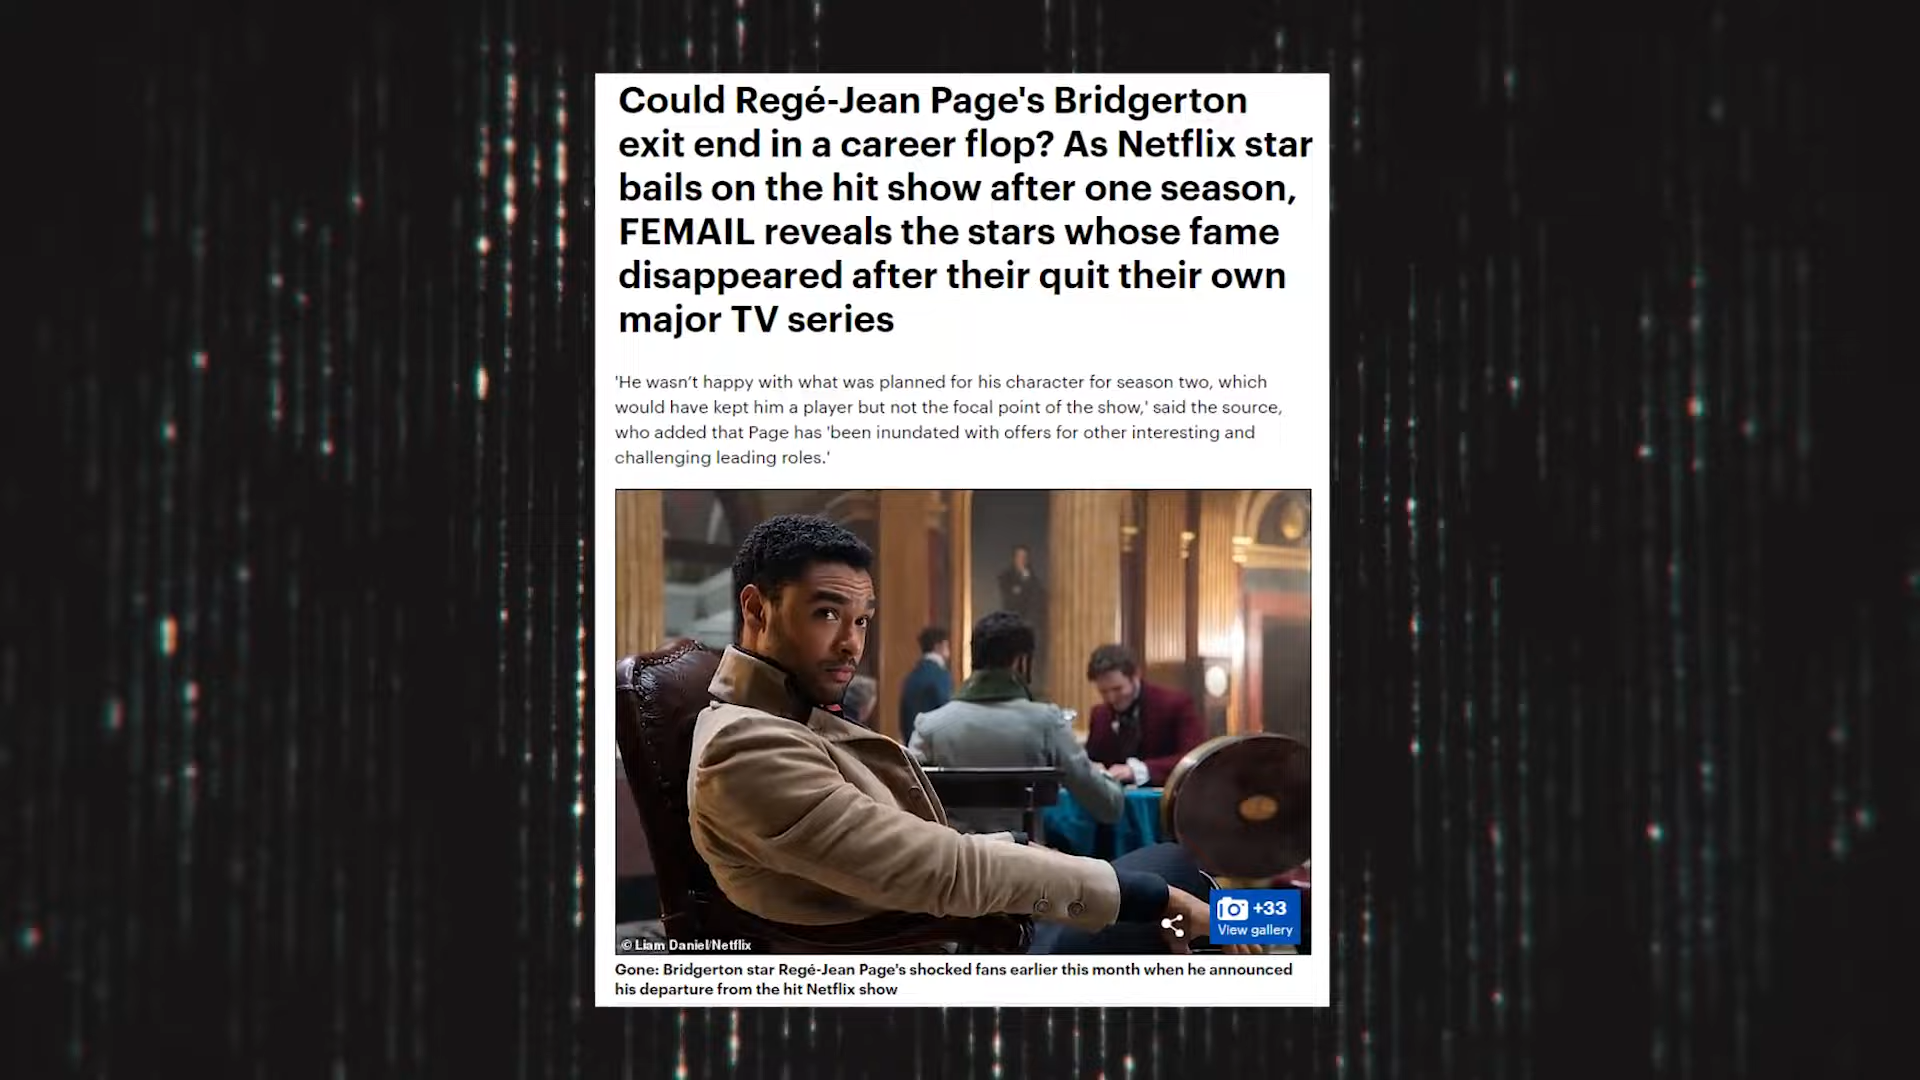 Could Regé-Jean Page's Bridgerton
exit end in a career flop? As Netflix star
bails on the hit show after one season,
FEMAIL reveals the stars whose fame
disappeared after their quit their own
major TV series
'He wasn’t happy with what was planned for his character for season two, which
would have kept him a player but not the focal point of the show,' said the source,
who added that Page has 'been inundated with offers for other interesting and
challenging leading roles.'
+33
View gallery
© Liam Daniel/Netflix
Gone: Bridgerton star Regé-Jean Page's shocked fans earlier this month when he announced
his departure from the hit Netflix show